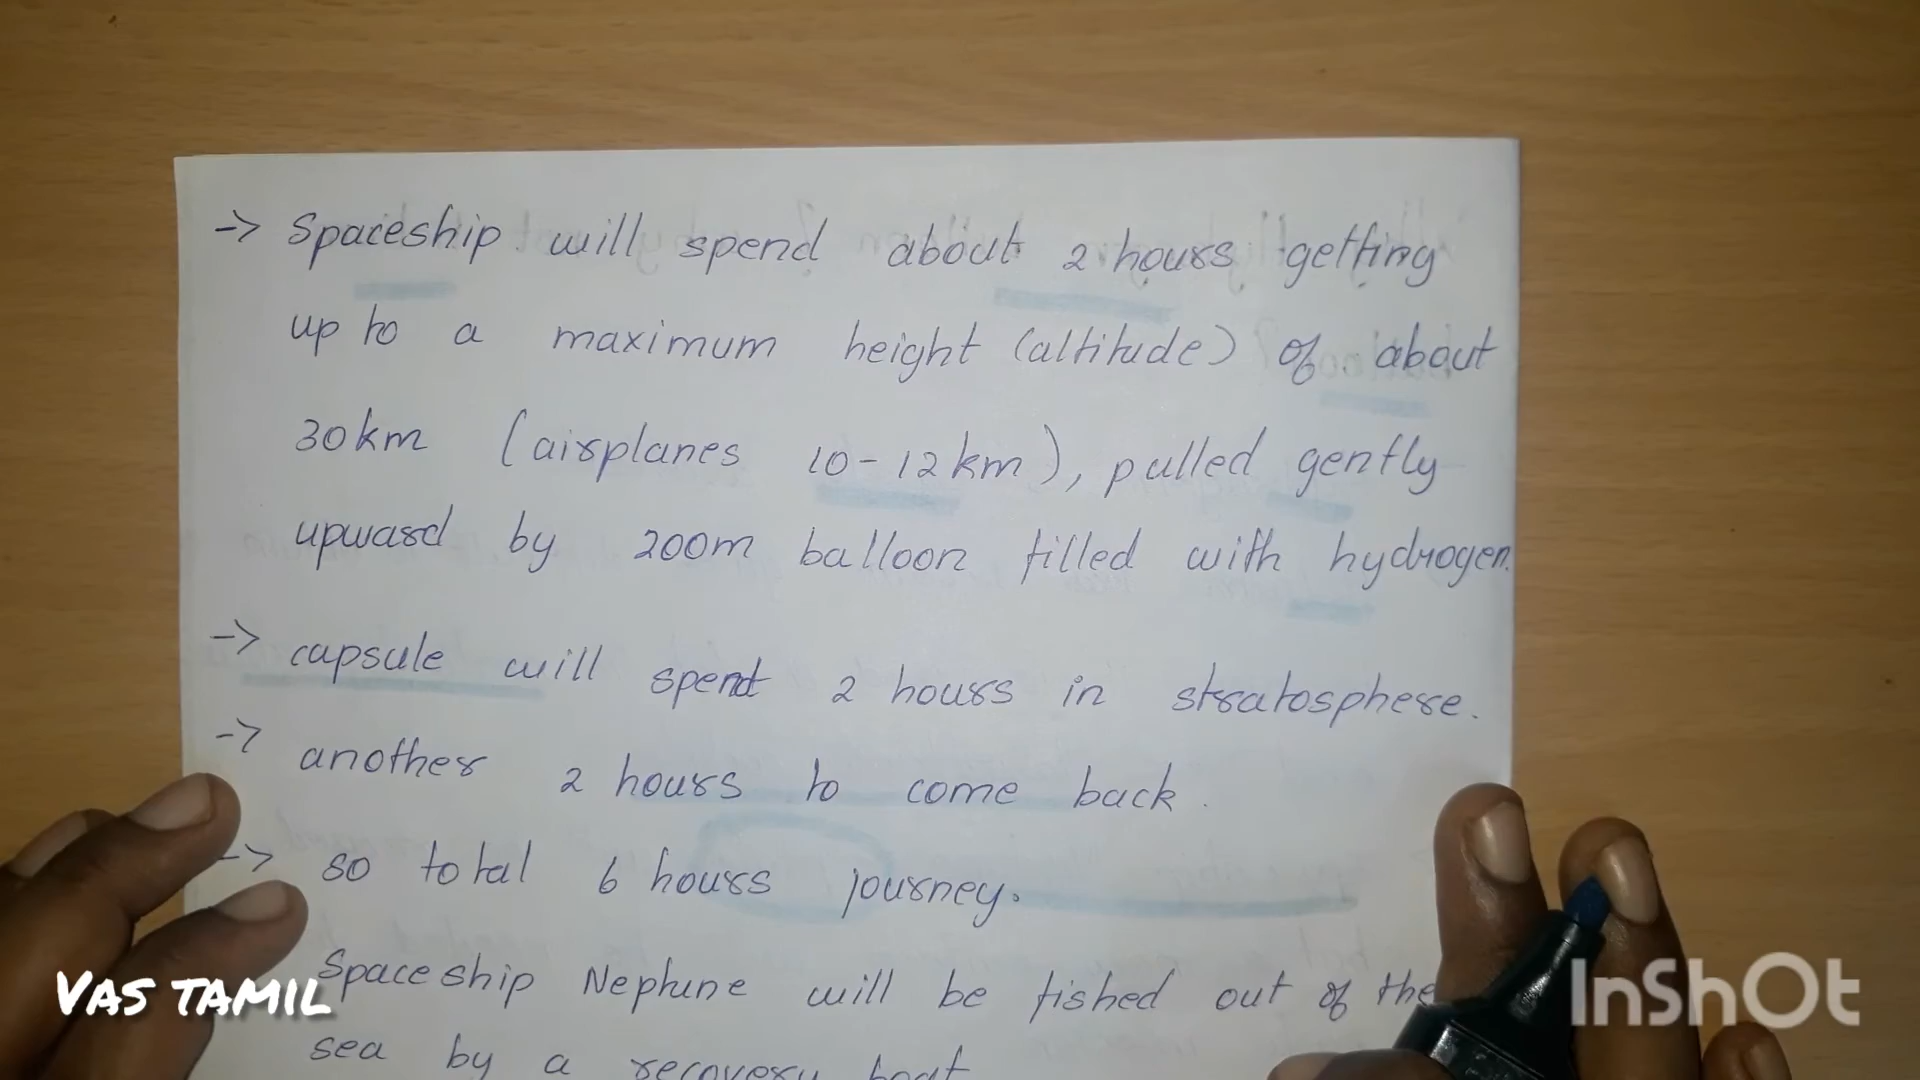 -> Spaceship will spend about 2 hours getting
up to a maximum height (altitude) of about
30km (airplanes 10-12km), pulled gently
upward by 200m balloon filled with hydrogen.
-> capsule will spend 2 hours in stratosphere.
-> another 2 hours to come back.
-> so total 6 hours journey.
Spaceship Neptune will be fished out of the
sea by a recovery boat
VAS TAMIL
InShOt